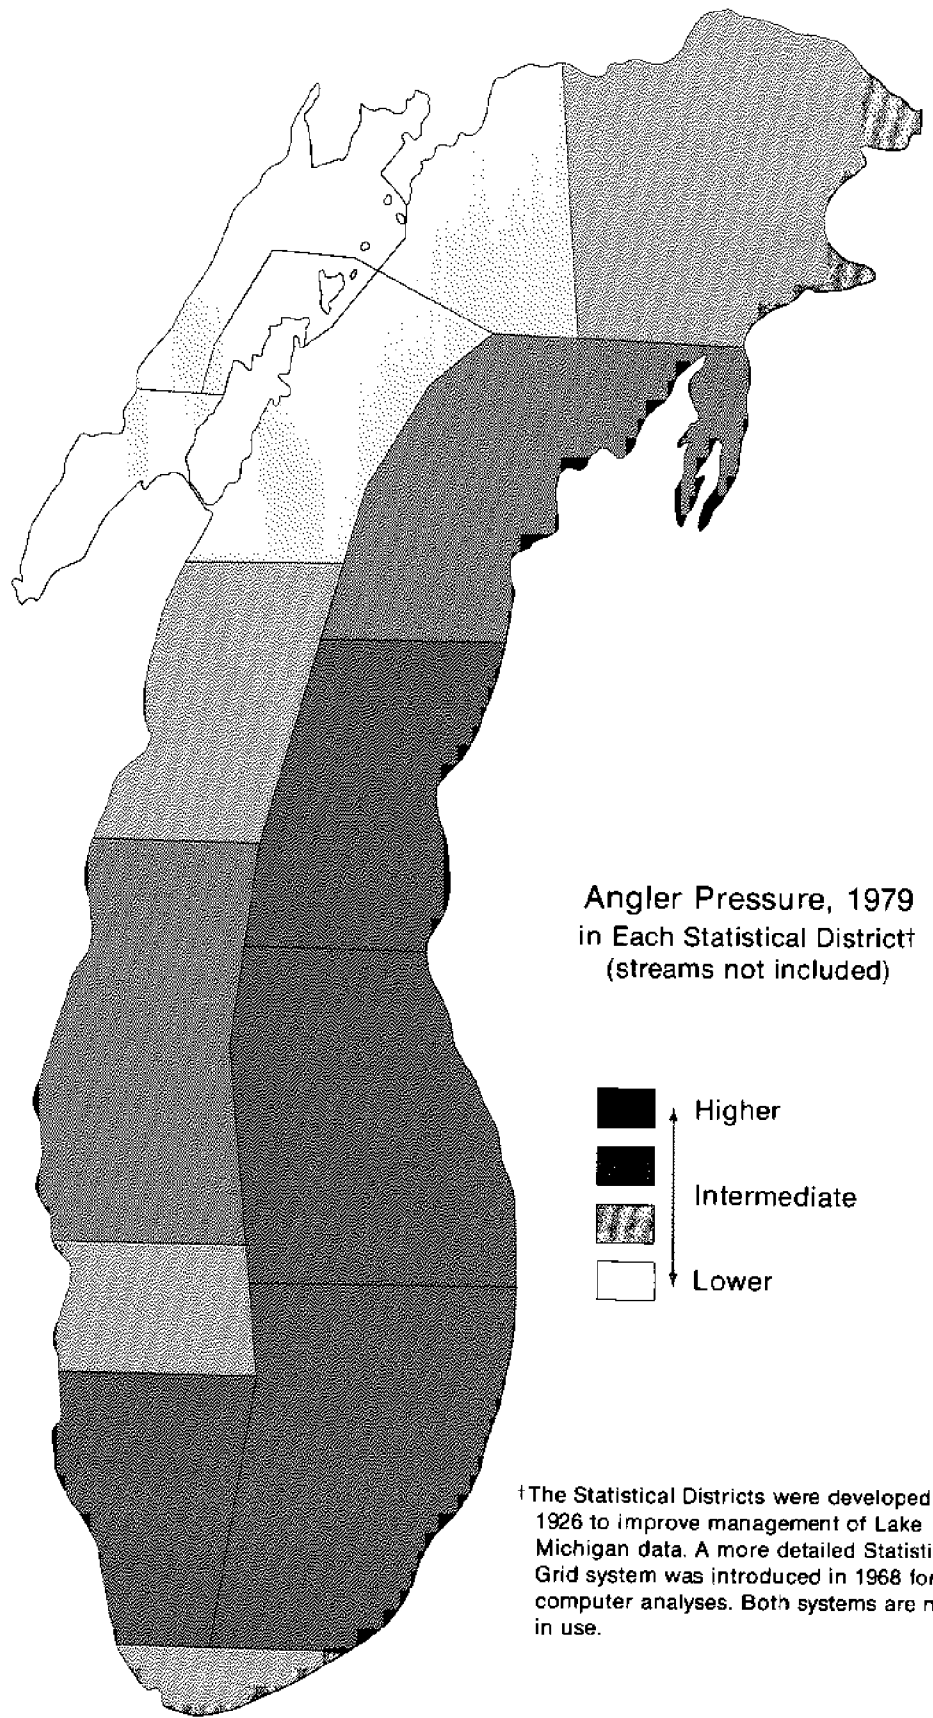 Angler Pressure, 1979
in Each Statistical District†
(streams not included)
Higher
Intermediate
Lower
†The Statistical Districts were developed
1926 to improve management of Lake
Michigan data. A more detailed Statisti
Grid system was introduced in 1968 for
computer analyses. Both systems are n
in use.